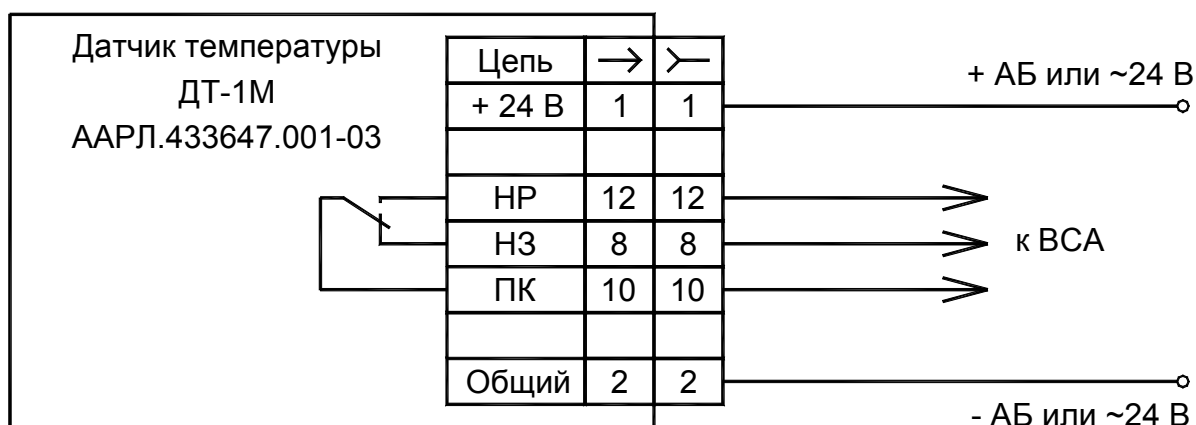 Датчик температуры
ДТ-1М
ААРЛ.433647.001-03
Цепь
+ 24 В 1 1
НР 12 12
НЗ 8 8
ПК 10 10
Общий 2 2
+ АБ или ~24 В
к ВСА
- АБ или ~24 В